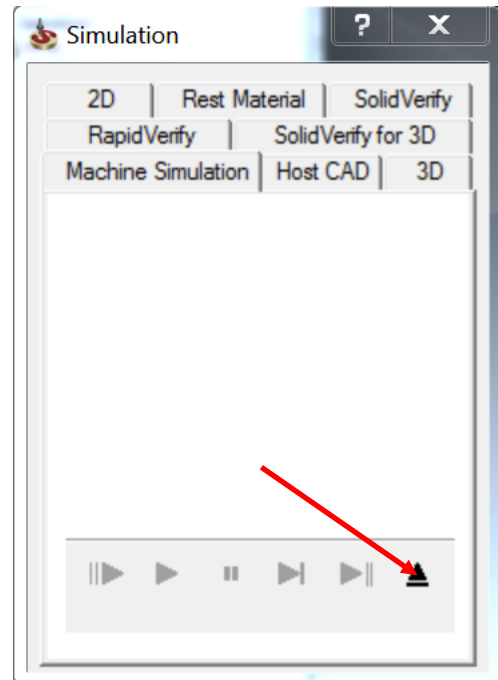 Simulation ? X
2D Rest Material SolidVerify
RapidVerify SolidVerify for 3D
Machine Simulation Host CAD 3D